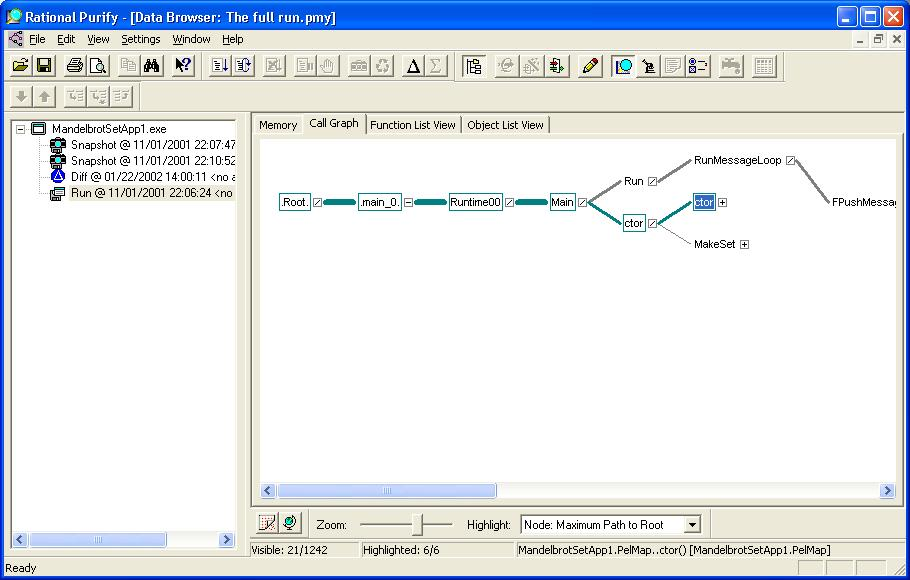 Rational Purify - [Data Browser: The full run.pmy]
File Edit View Settings Window Help
MandelbrotSetApp1.exe
Snapshot @ 11/01/2001 22:07:47
Snapshot @ 11/01/2001 22:10:52
Diff @ 01/22/2002 14:00:11 <no a
Run @ 11/01/2001 22:06:24 <no
Memory Call Graph Function List View Object List View
RunMessageLoop
Run
.Root. .main_0. Runtime00 Main ctor FPushMessag
ctor
MakeSet
Zoom: Highlight: Node: Maximum Path to Root
Visible: 21/1242 Highlighted: 6/6 MandelbrotSetApp1.PelMap..ctor() [MandelbrotSetApp1.PelMap]
Ready